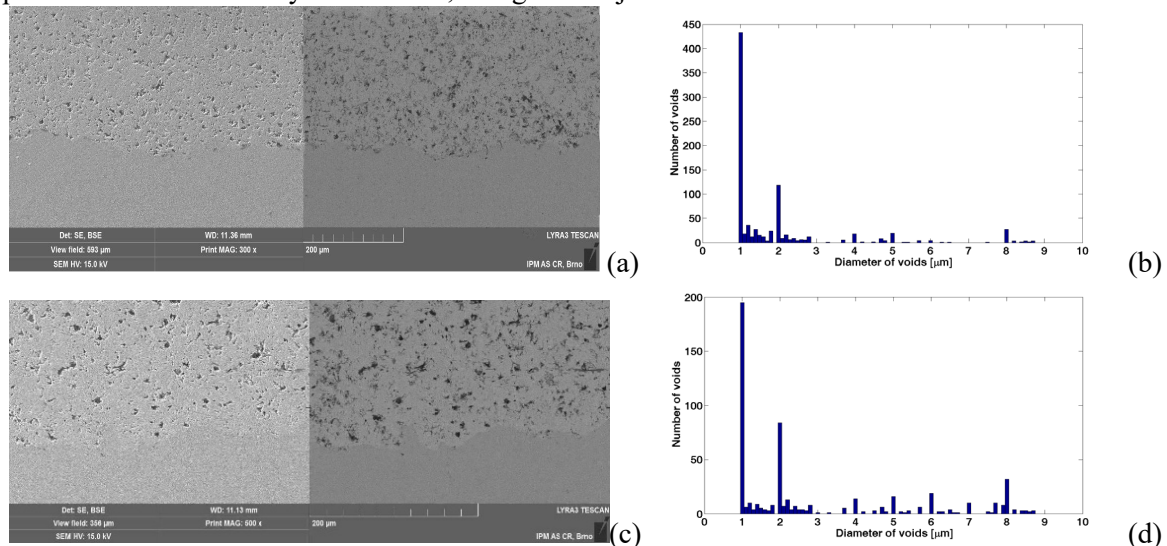 Det: SE, BSE WD: 11.36 mm LYRA3 TESCAN
View field: 593 µm Print MAG: 300 x 200 µm
SEM HV: 15.0 kV IPM AS CR, Brno
(a)
450
400
350
300
250
200
150
100
50
0
Number of voids
0 1 2 3 4 5 6 7 8 9 10
Diameter of voids [µm]
(b)
Det: SE, BSE WD: 11.13 mm LYRA3 TESCAN
View field: 356 µm Print MAG: 500 x 200 µm
SEM HV: 15.0 kV IPM AS CR, Brno
(c)
200
150
100
50
0
Number of voids
0 1 2 3 4 5 6 7 8 9 10
Diameter of voids [µm]
(d)